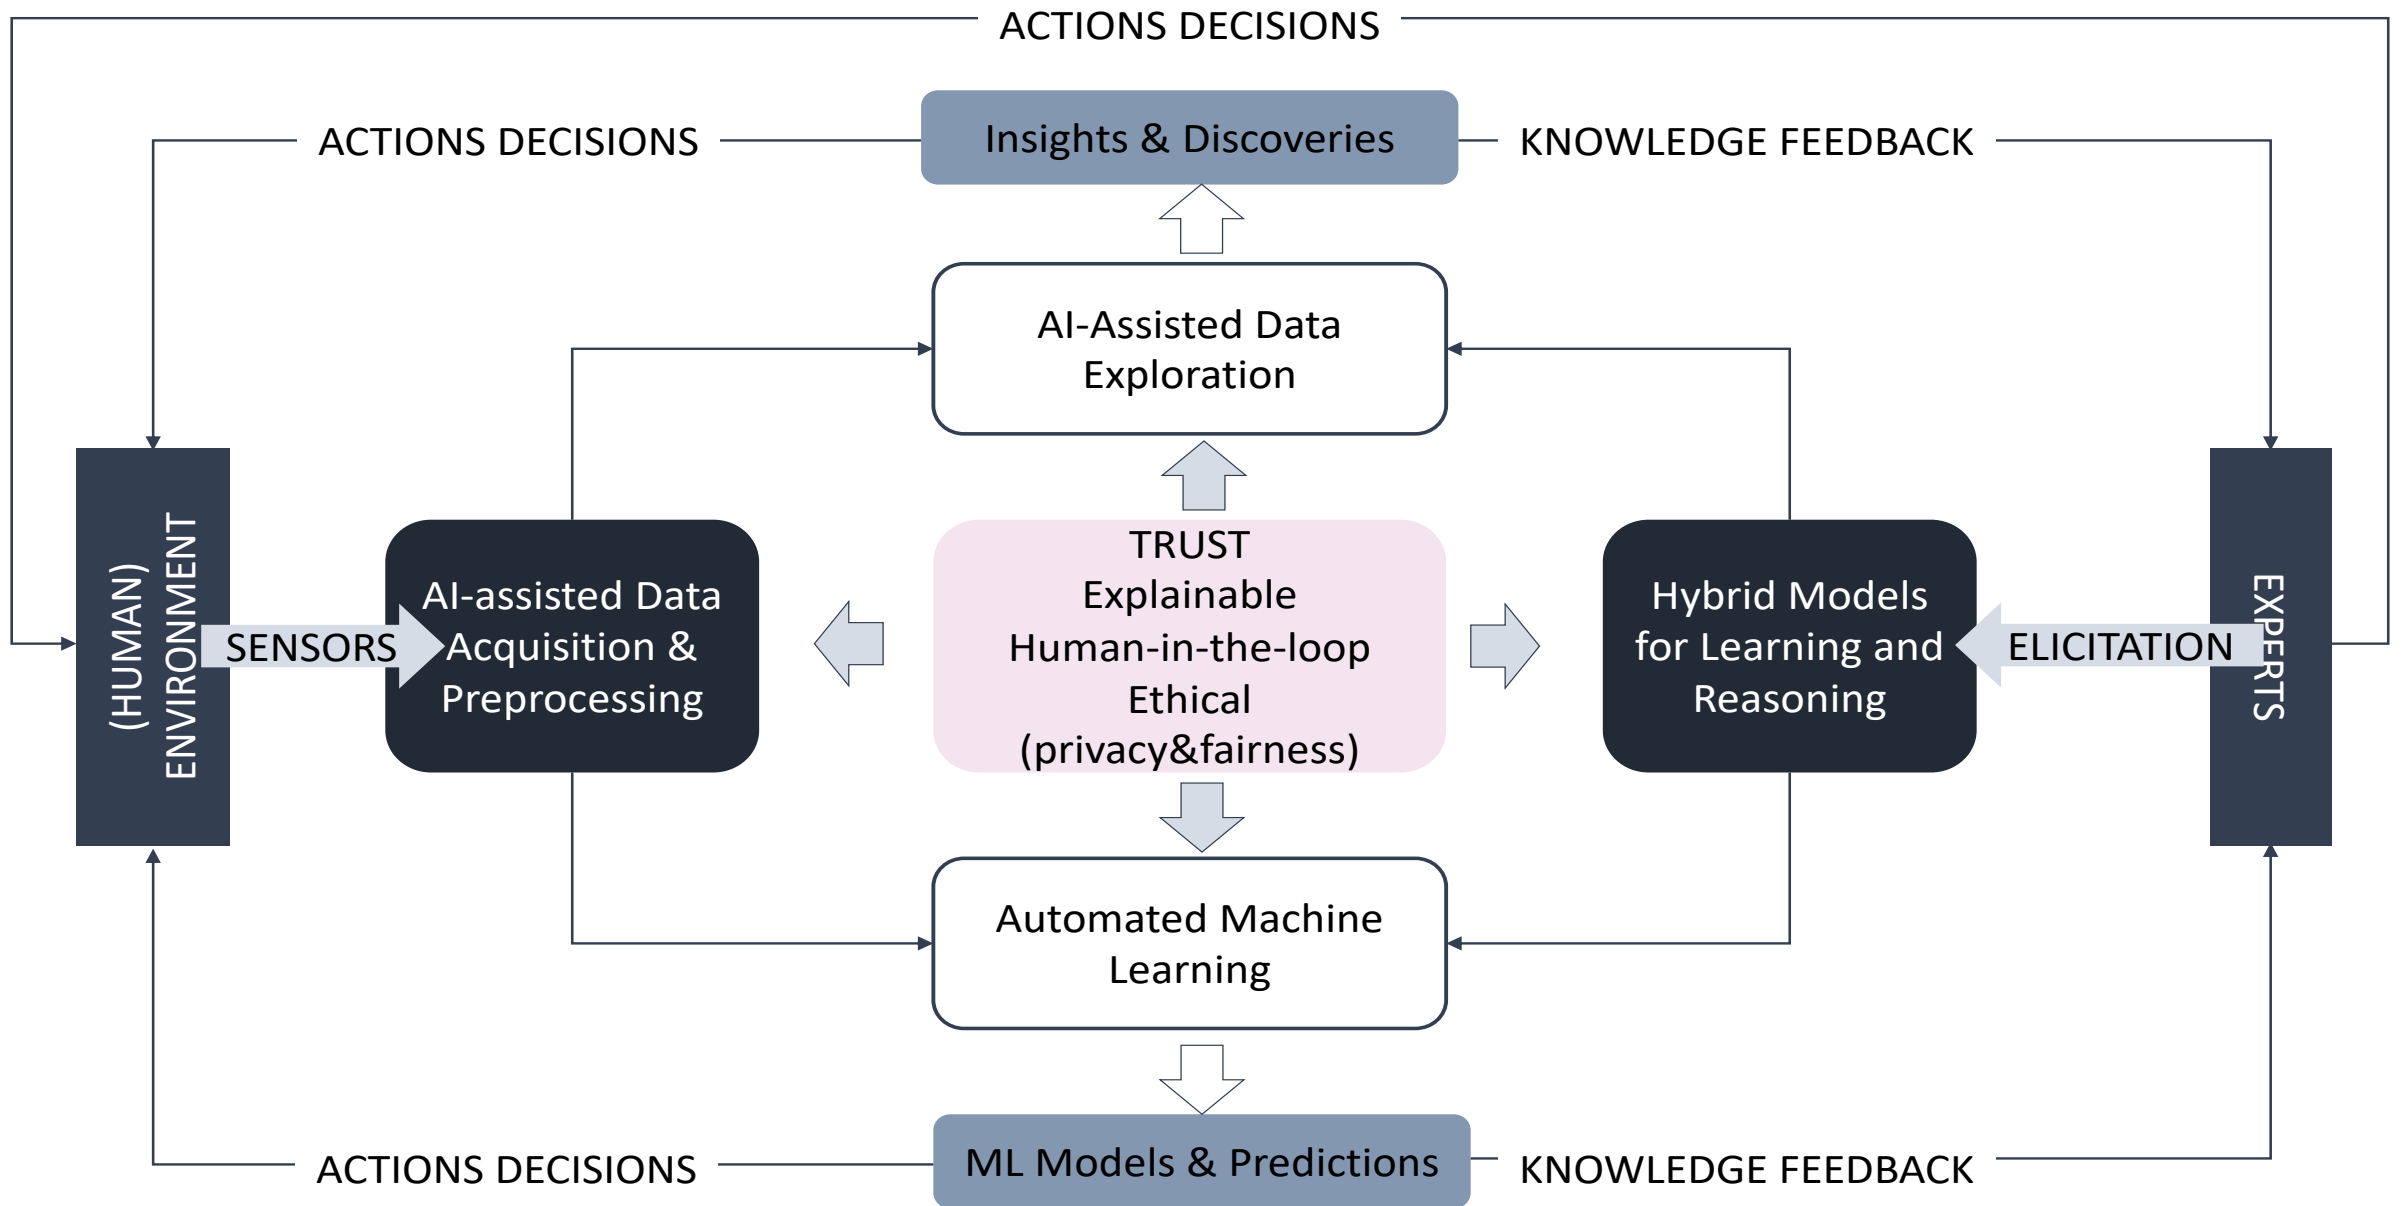 ACTIONS DECISIONS
ACTIONS DECISIONS
Insights & Discoveries
KNOWLEDGE FEEDBACK
AI-Assisted Data
Exploration
(HUMAN)
ENVIRONMENT
SENSORS
AI-assisted Data
Acquisition &
Preprocessing
TRUST
Explainable
Human-in-the-loop
Ethical
(privacy&fairness)
Hybrid Models
for Learning and
Reasoning
ELICITATION
EXPERTS
Automated Machine
Learning
ACTIONS DECISIONS
ML Models & Predictions
KNOWLEDGE FEEDBACK